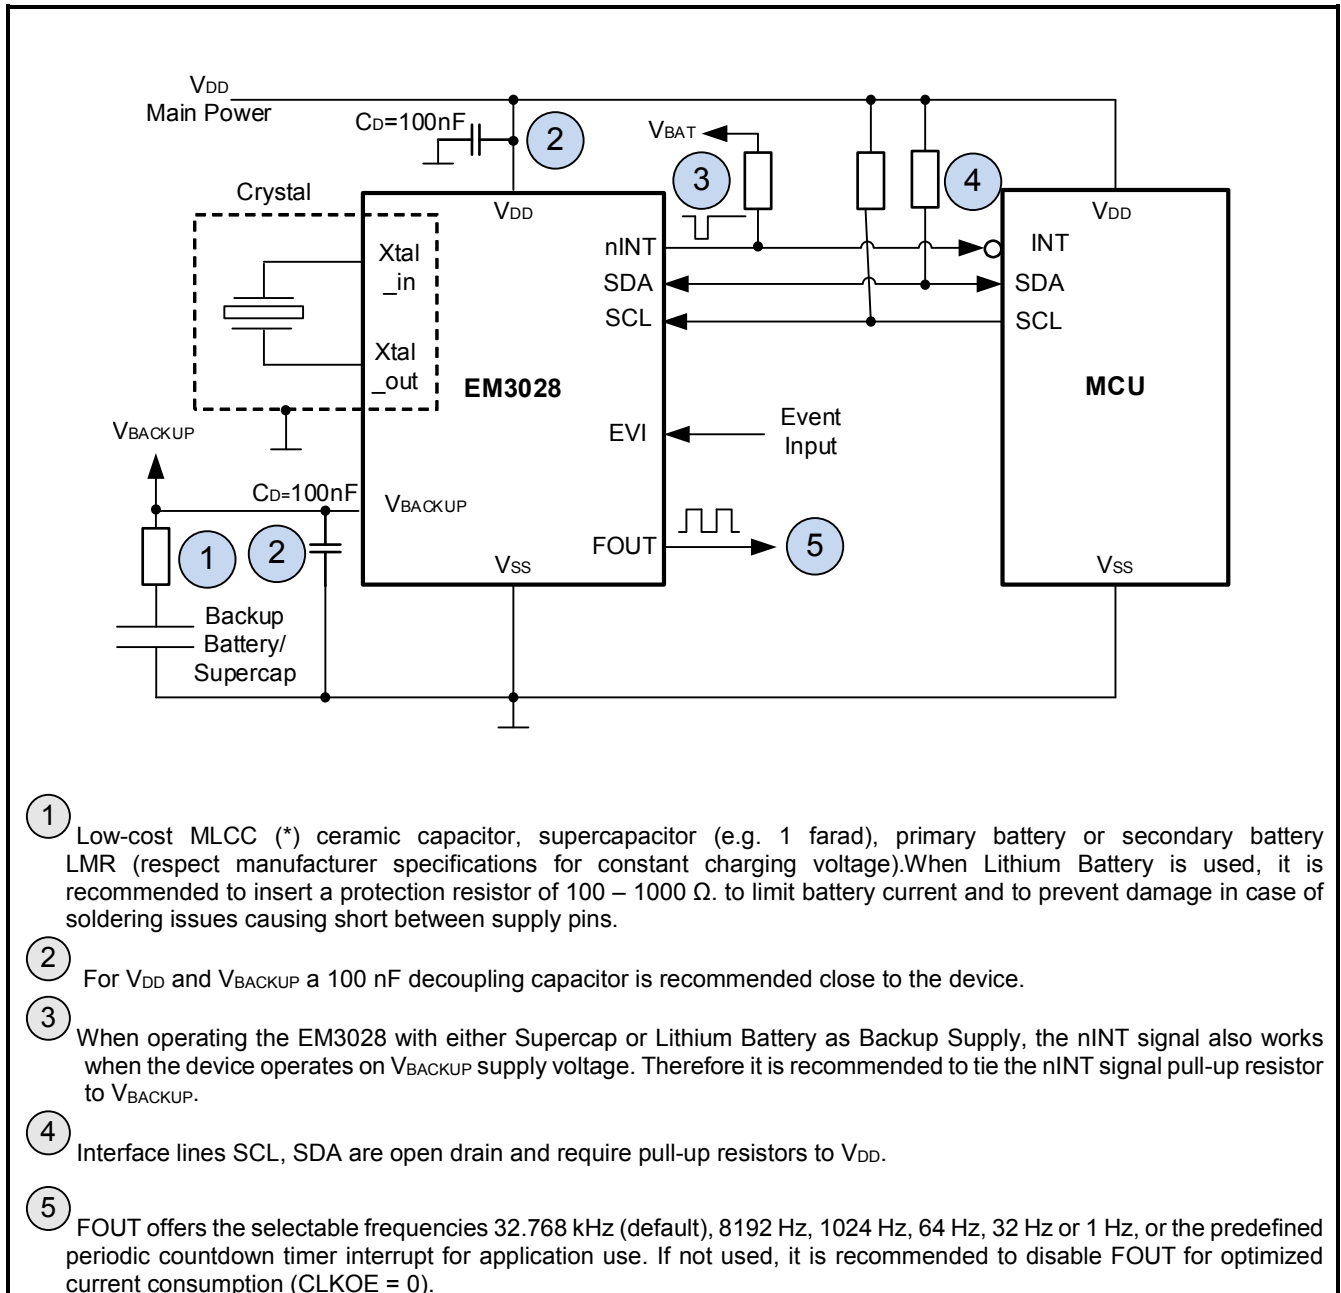 VDD
Main Power
CD=100nF
2
VBAT
3
4
Crystal
VDD
VDD
Xtal
_in
nINT
INT
SDA
SDA
SCL
SCL
Xtal
_out
EM3028
MCU
VBACKUP
EVI
Event
Input
CD=100nF
VBACKUP
1
2
FOUT
5
VSS
VSS
Backup
Battery/
Supercap
1
Low-cost MLCC (*) ceramic capacitor, supercapacitor (e.g. 1 farad), primary battery or secondary battery
LMR (respect manufacturer specifications for constant charging voltage).When Lithium Battery is used, it is
recommended to insert a protection resistor of 100 – 1000 Ω. to limit battery current and to prevent damage in case of
soldering issues causing short between supply pins.
2
For VDD and VBACKUP a 100 nF decoupling capacitor is recommended close to the device.
3
When operating the EM3028 with either Supercap or Lithium Battery as Backup Supply, the nINT signal also works
when the device operates on VBACKUP supply voltage. Therefore it is recommended to tie the nINT signal pull-up resistor
to VBACKUP.
4
Interface lines SCL, SDA are open drain and require pull-up resistors to VDD.
5
FOUT offers the selectable frequencies 32.768 kHz (default), 8192 Hz, 1024 Hz, 64 Hz, 32 Hz or 1 Hz, or the predefined
periodic countdown timer interrupt for application use. If not used, it is recommended to disable FOUT for optimized
current consumption (CLKOE = 0).